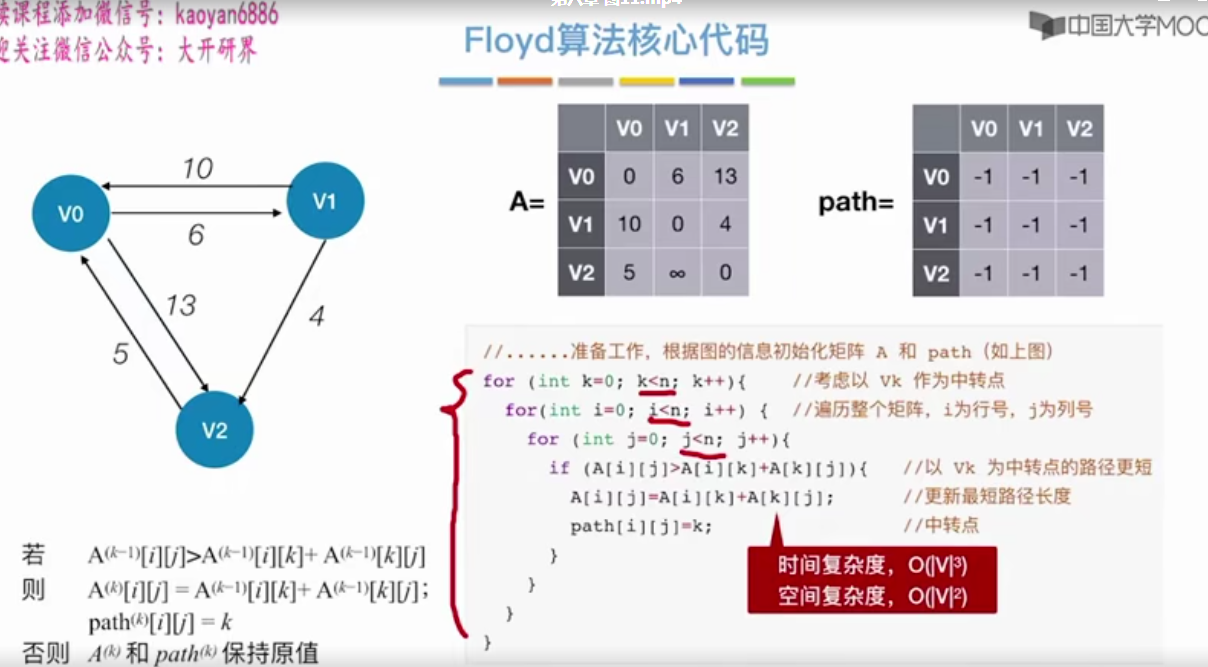 读课程添加微信号：kaoyan6886
迎关注微信公众号：大开研界
Floyd算法核心代码
中国大学MOO
10
6
13
5
4
V0
V1
V2
A=
V0 V1 V2
V0 0 6 13
V1 10 0 4
V2 5 ∞ 0
path=
V0 V1 V2
V0 -1 -1 -1
V1 -1 -1 -1
V2 -1 -1 -1
//......准备工作，根据图的信息初始化矩阵 A 和 path（如上图）
for (int k=0; k<n; k++){ //考虑以 Vk 作为中转点
for(int i=0; i<n; i++) { //遍历整个矩阵，i为行号，j为列号
for (int j=0; j<n; j++){
if (A[i][j]>A[i][k]+A[k][j]){ //以 Vk 为中转点的路径更短
A[i][j]=A[i][k]+A[k][j]; //更新最短路径长度
path[i][j]=k; //中转点
}
}
}
}
时间复杂度，O(|V|³)
空间复杂度，O(|V|²)
若 A⁽ᵏ⁻¹⁾[i][j]>A⁽ᵏ⁻¹⁾[i][k]+ A⁽ᵏ⁻¹⁾[k][j]
则 A⁽ᵏ⁾[i][j] = A⁽ᵏ⁻¹⁾[i][k]+ A⁽ᵏ⁻¹⁾[k][j];
path⁽ᵏ⁾[i][j] = k
否则 A⁽ᵏ⁾ 和 path⁽ᵏ⁾ 保持原值